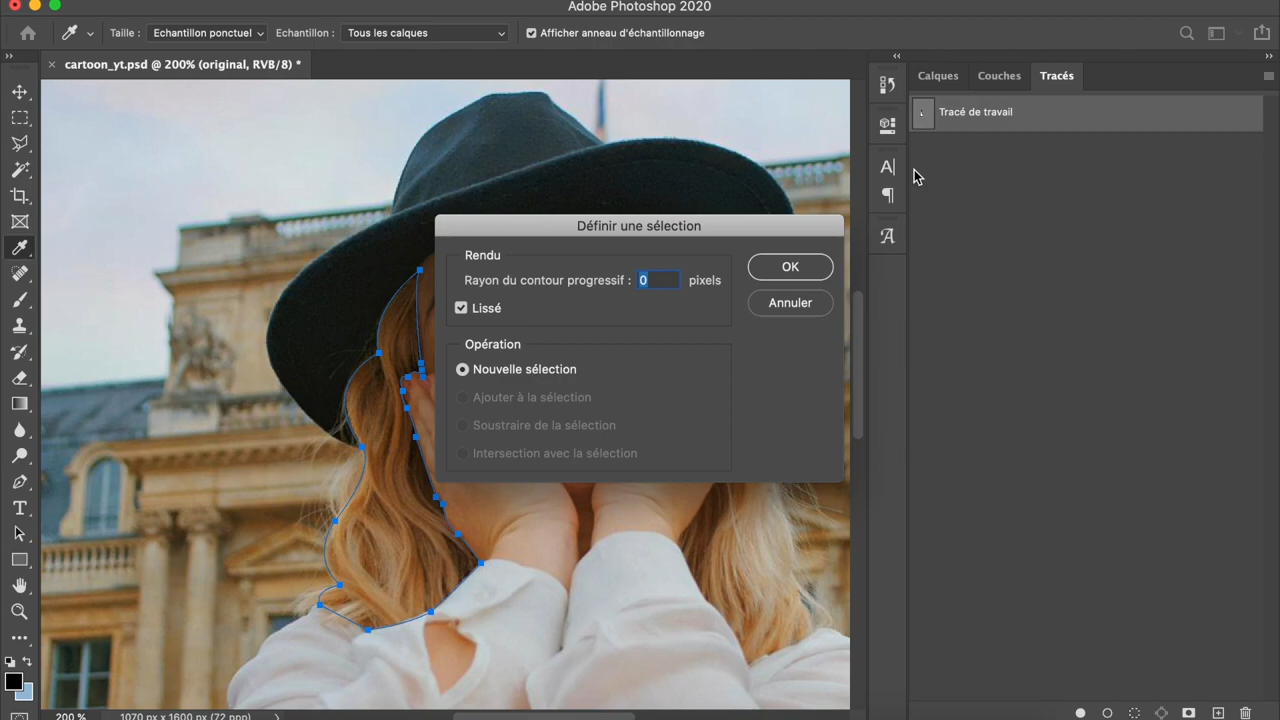 Adobe Photoshop 2020
Taille : Echantillon ponctuel Echantillon : Tous les calques Afficher anneau d'échantillonnage
cartoon_yt.psd @ 200% (original, RVB/8) *
Calques Couches Tracés
Tracé de travail
Définir une sélection
Rendu
Rayon du contour progressif : 0 pixels
Lissé
OK
Annuler
Opération
Nouvelle sélection
Ajouter à la sélection
Soustraire de la sélection
Intersection avec la sélection
200 % 1070 px x 1600 px (72 ppp)